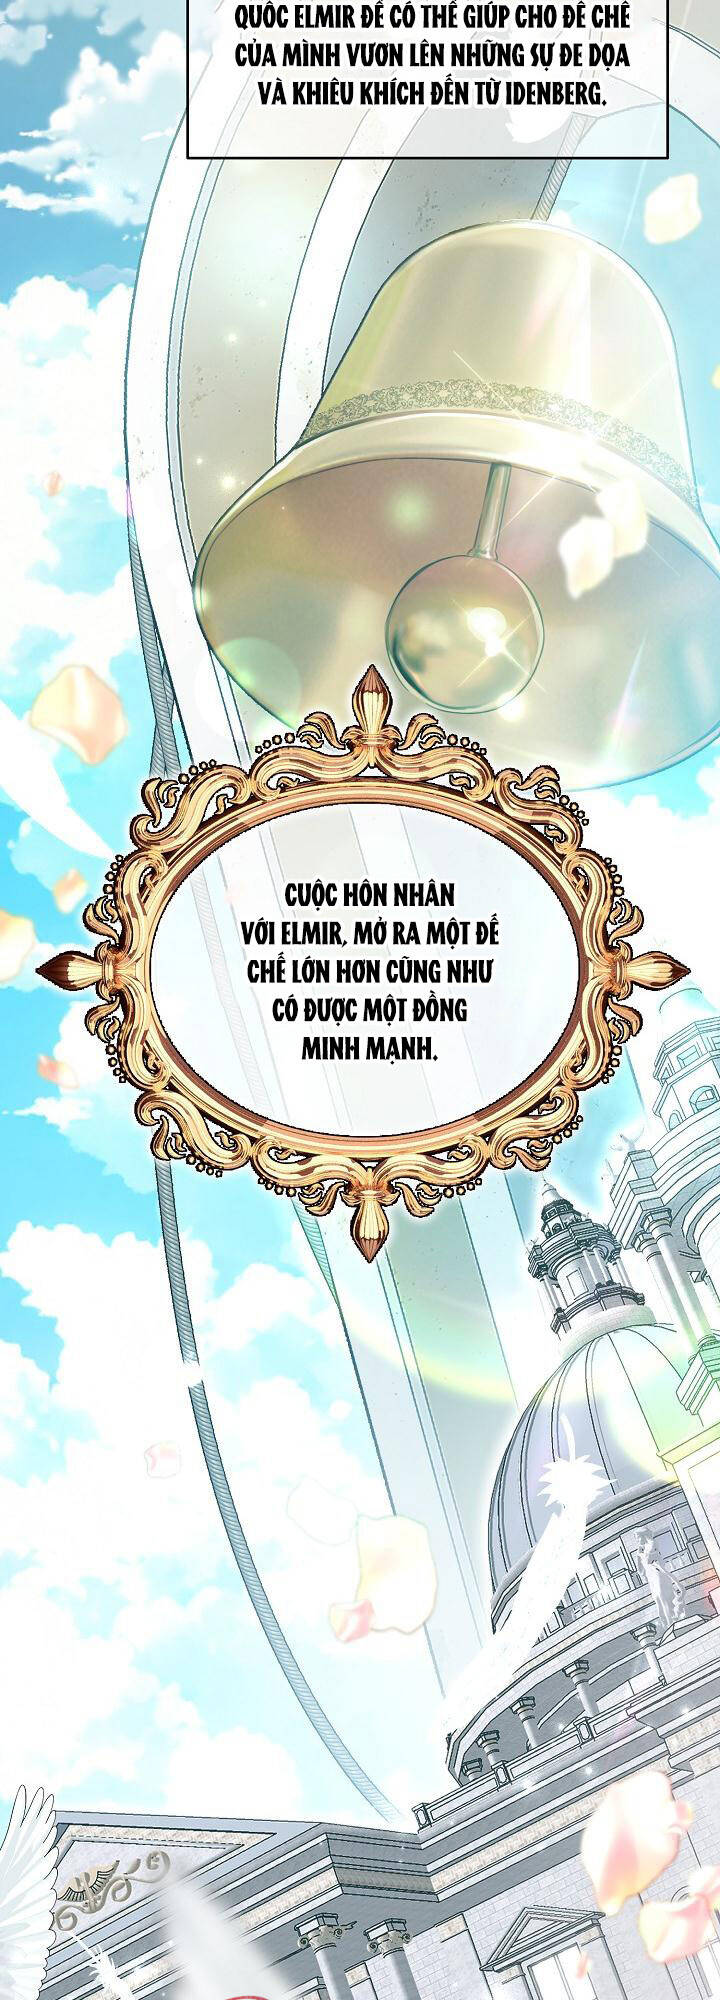 QUỐC ELMIR ĐỂ CÓ THỂ GIÚP CHO ĐẾ CHẾ
CỦA MÌNH VƯƠN LÊN NHỮNG SỰ ĐE DỌA
VÀ KHIÊU KHÍCH ĐẾN TỪ IDENBERG.
CUỘC HÔN NHÂN
VỚI ELMIR, MỞ RA MỘT ĐẾ
CHẾ LỚN HƠN CŨNG NHƯ
CÓ ĐƯỢC MỘT ĐỒNG
MINH MẠNH.